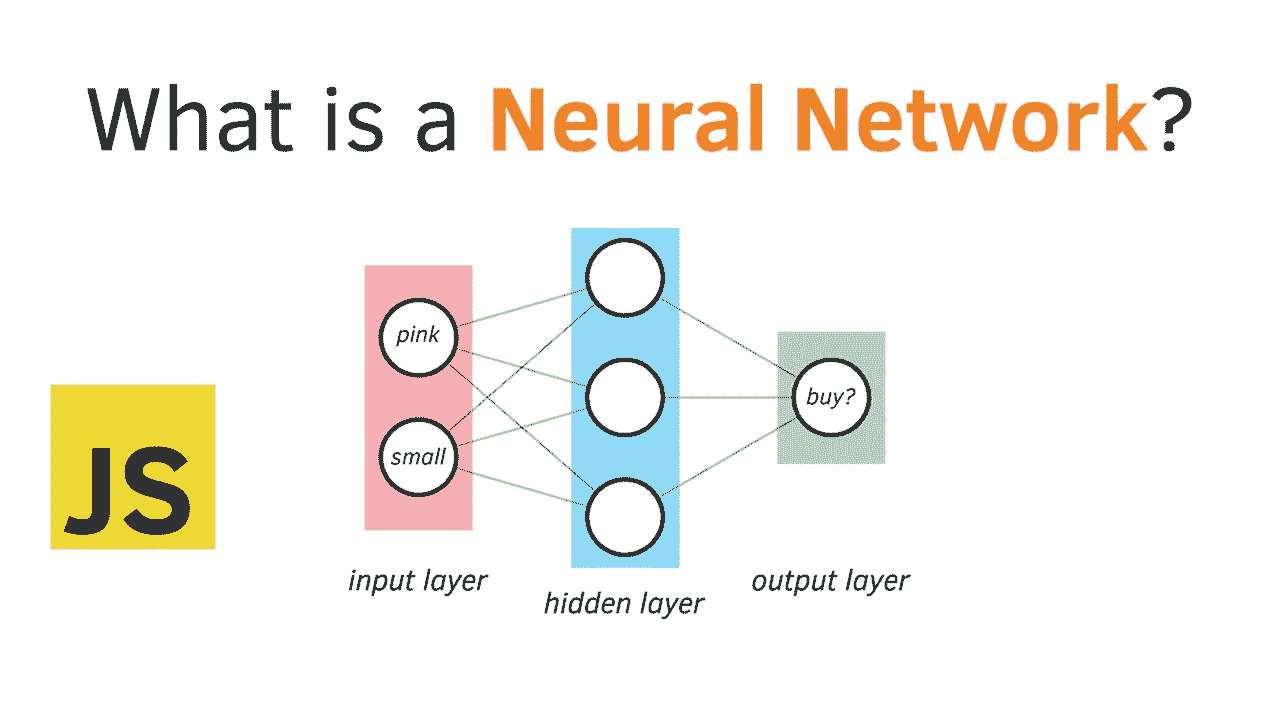 What is a Neural Network?
pink
small
buy?
JS
input layer
hidden layer
output layer